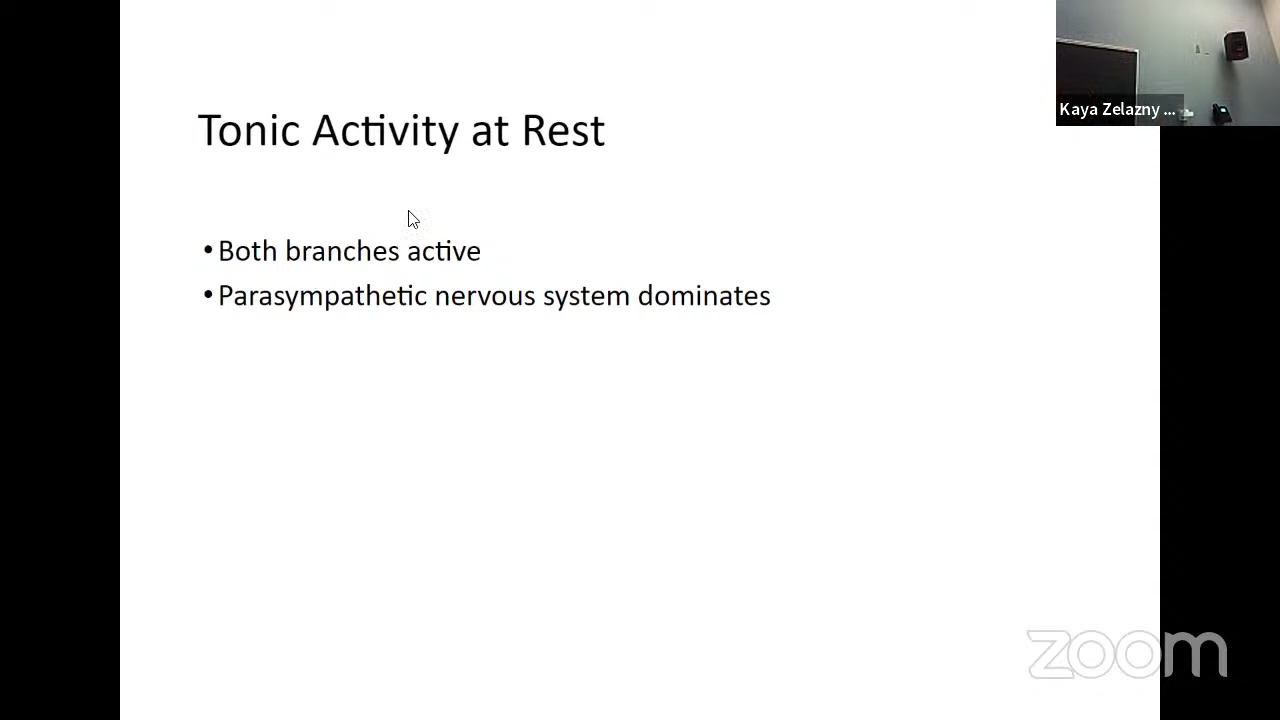 Kaya Zelazny ...
Tonic Activity at Rest
•Both branches active
•Parasympathetic nervous system dominates
zoom